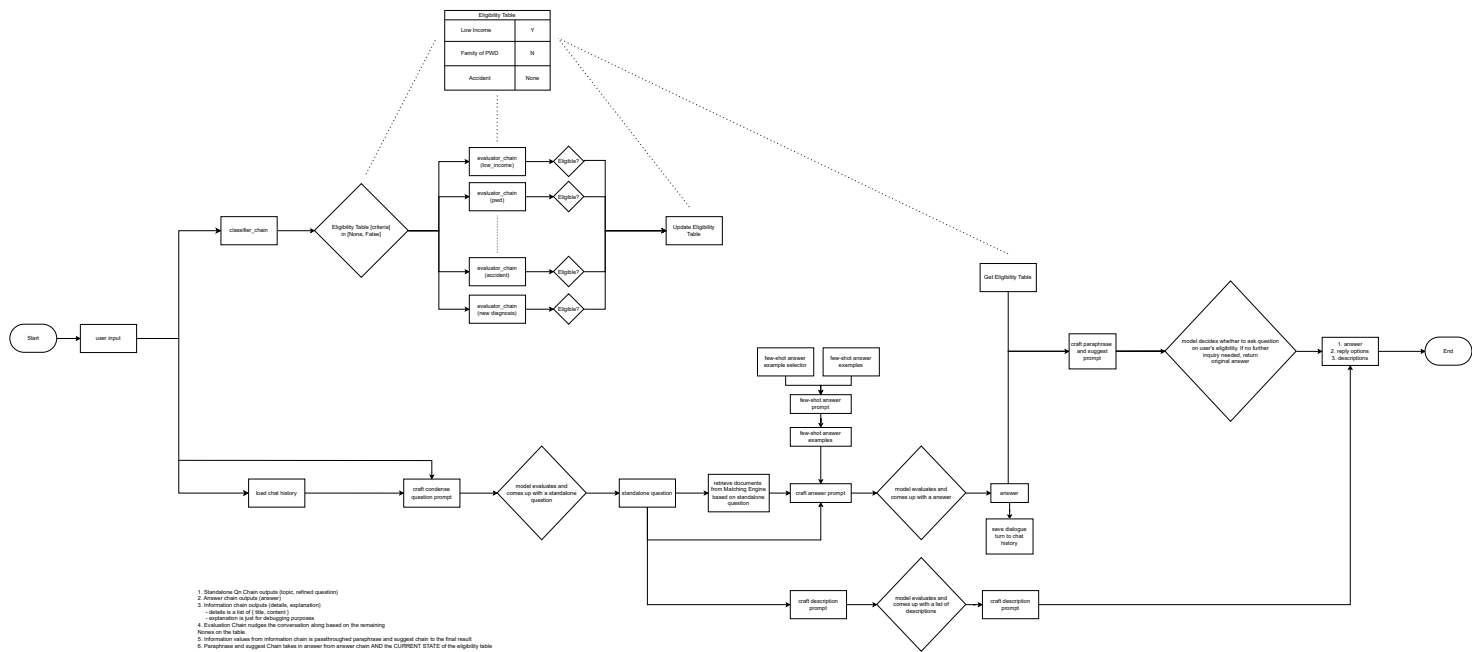 Eligibility Table
Low Income
Y
Family of PWD
N
Accident
None
evaluator_chain
(low_income)
Eligible?
evaluator_chain
(pwd)
Eligible?
classifier_chain
Eligibility Table [criteria[
in [None, False]
Update Eligibility
Table
evaluator_chain
(accident)
Eligible?
evaluator_chain
(new diagnosis)
Eligible?
Get Eligibility Table
Start
user input
few-shot answer
example selector
few-shot answer
examples
few-shot answer
prompt
few-shot answer
examples
craft paraphrase
and suggest
prompt
model decides whether to ask question
on user's eligibility. If no further
inquiry needed, return
original answer
1. answer
2. reply options
3. descriptions
End
load chat history
craft condense
question prompt
model evaluates and
comes up with a standalone
question
standalone question
retrieve documents
from Matching Engine
based on standalone
question
craft answer prompt
model evaluates and
comes up with a answer
answer
save dialogue
turn to chat
history
craft description
prompt
model evaluates and
comes up with a list of
descriptions
craft description
prompt
1. Standalone Qn Chain outputs (topic, refined question)
2. Answer chain outputs (answer)
3. Information chain outputs (details, explanation)
- details is a list of { title, content }
- explanation is just for debugging purposes
4. Evaluation Chain nudges the conversation along based on the remaining
Nones on the table.
5. Information values from information chain is passthroughed paraphrase and suggest chain to the final result
6. Paraphrase and suggest Chain takes in answer from answer chain AND the CURRENT STATE of the eligibility table